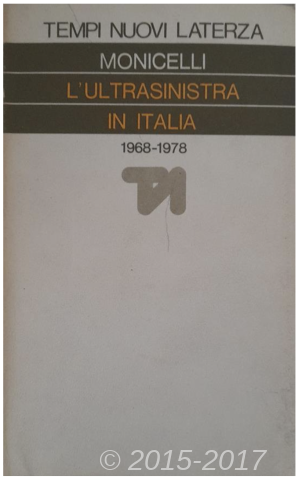 TEMPI NUOVI LATERZA
MONICELLI
L'ULTRASINISTRA
IN ITALIA
1968-1978
TN
© 2015-2017